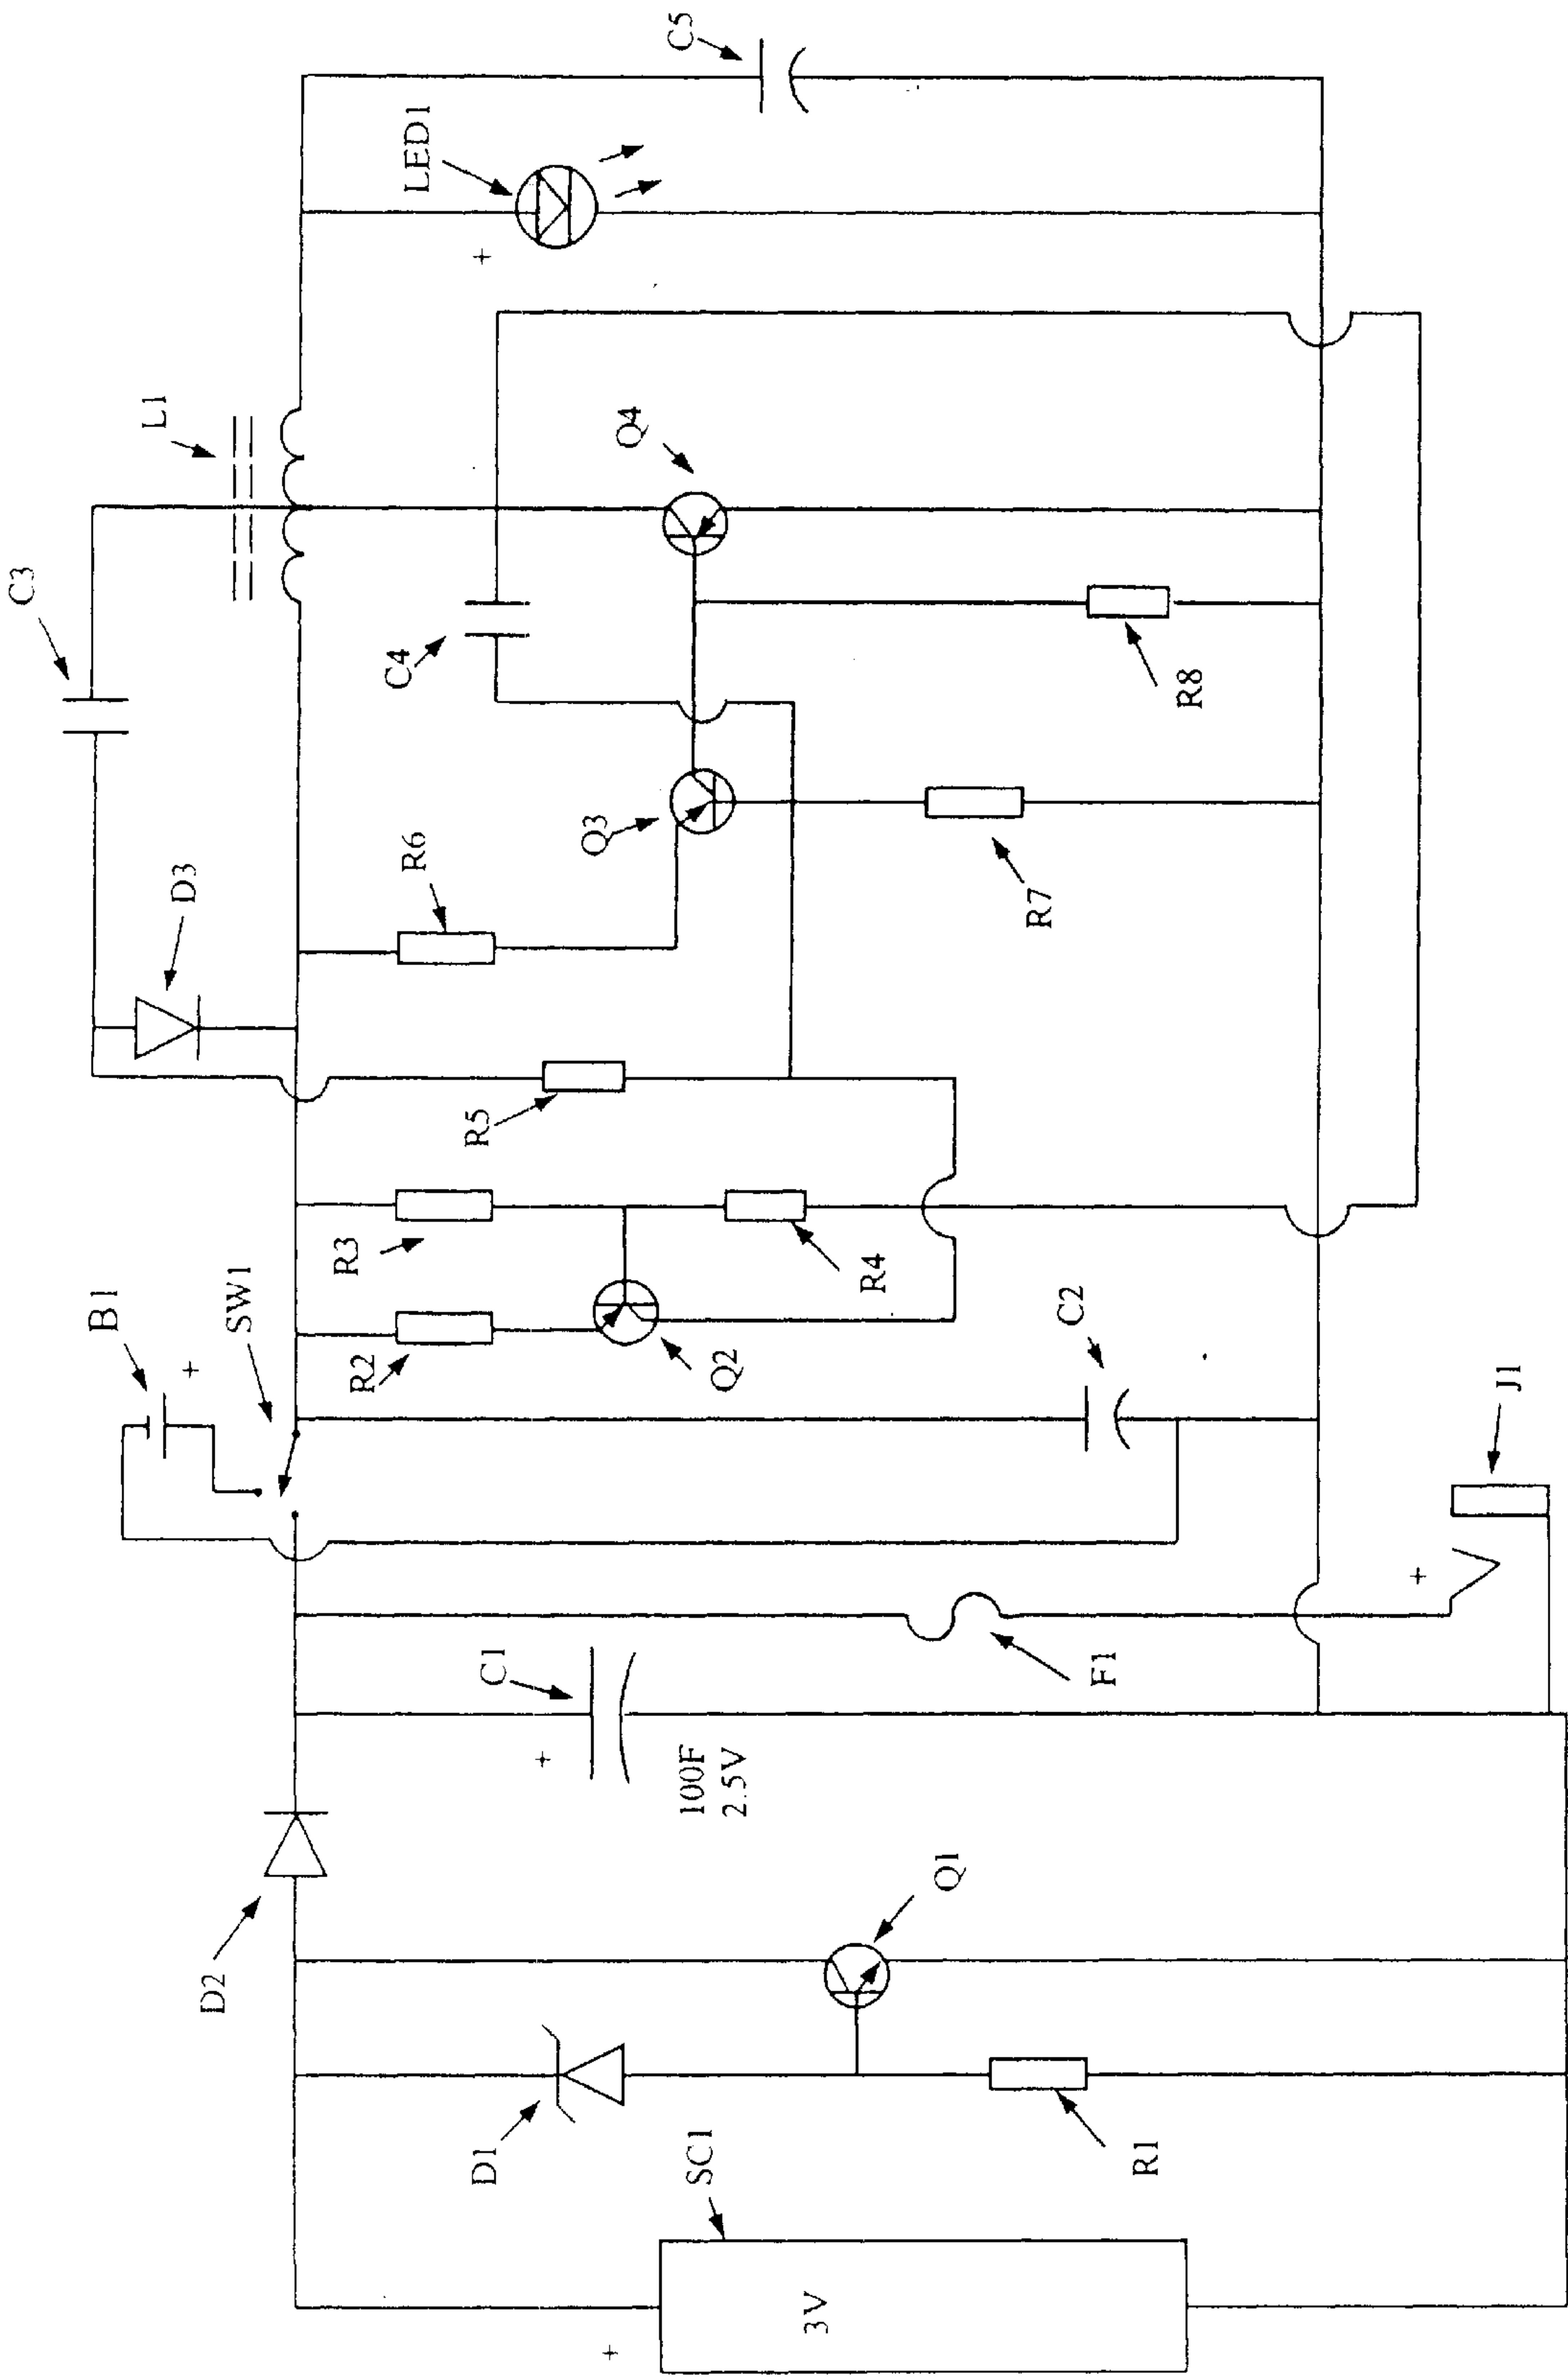 C3
B1
L1
D3
+
D2
SW1
R3
R2
C4
R6
LED1
R5
+
D1
C1
+
Q3
+
Q4
C5
100F
2.5V
SC1
Q2
3V
R4
Q1
R7
C2
F1
R1
R8
+
J1